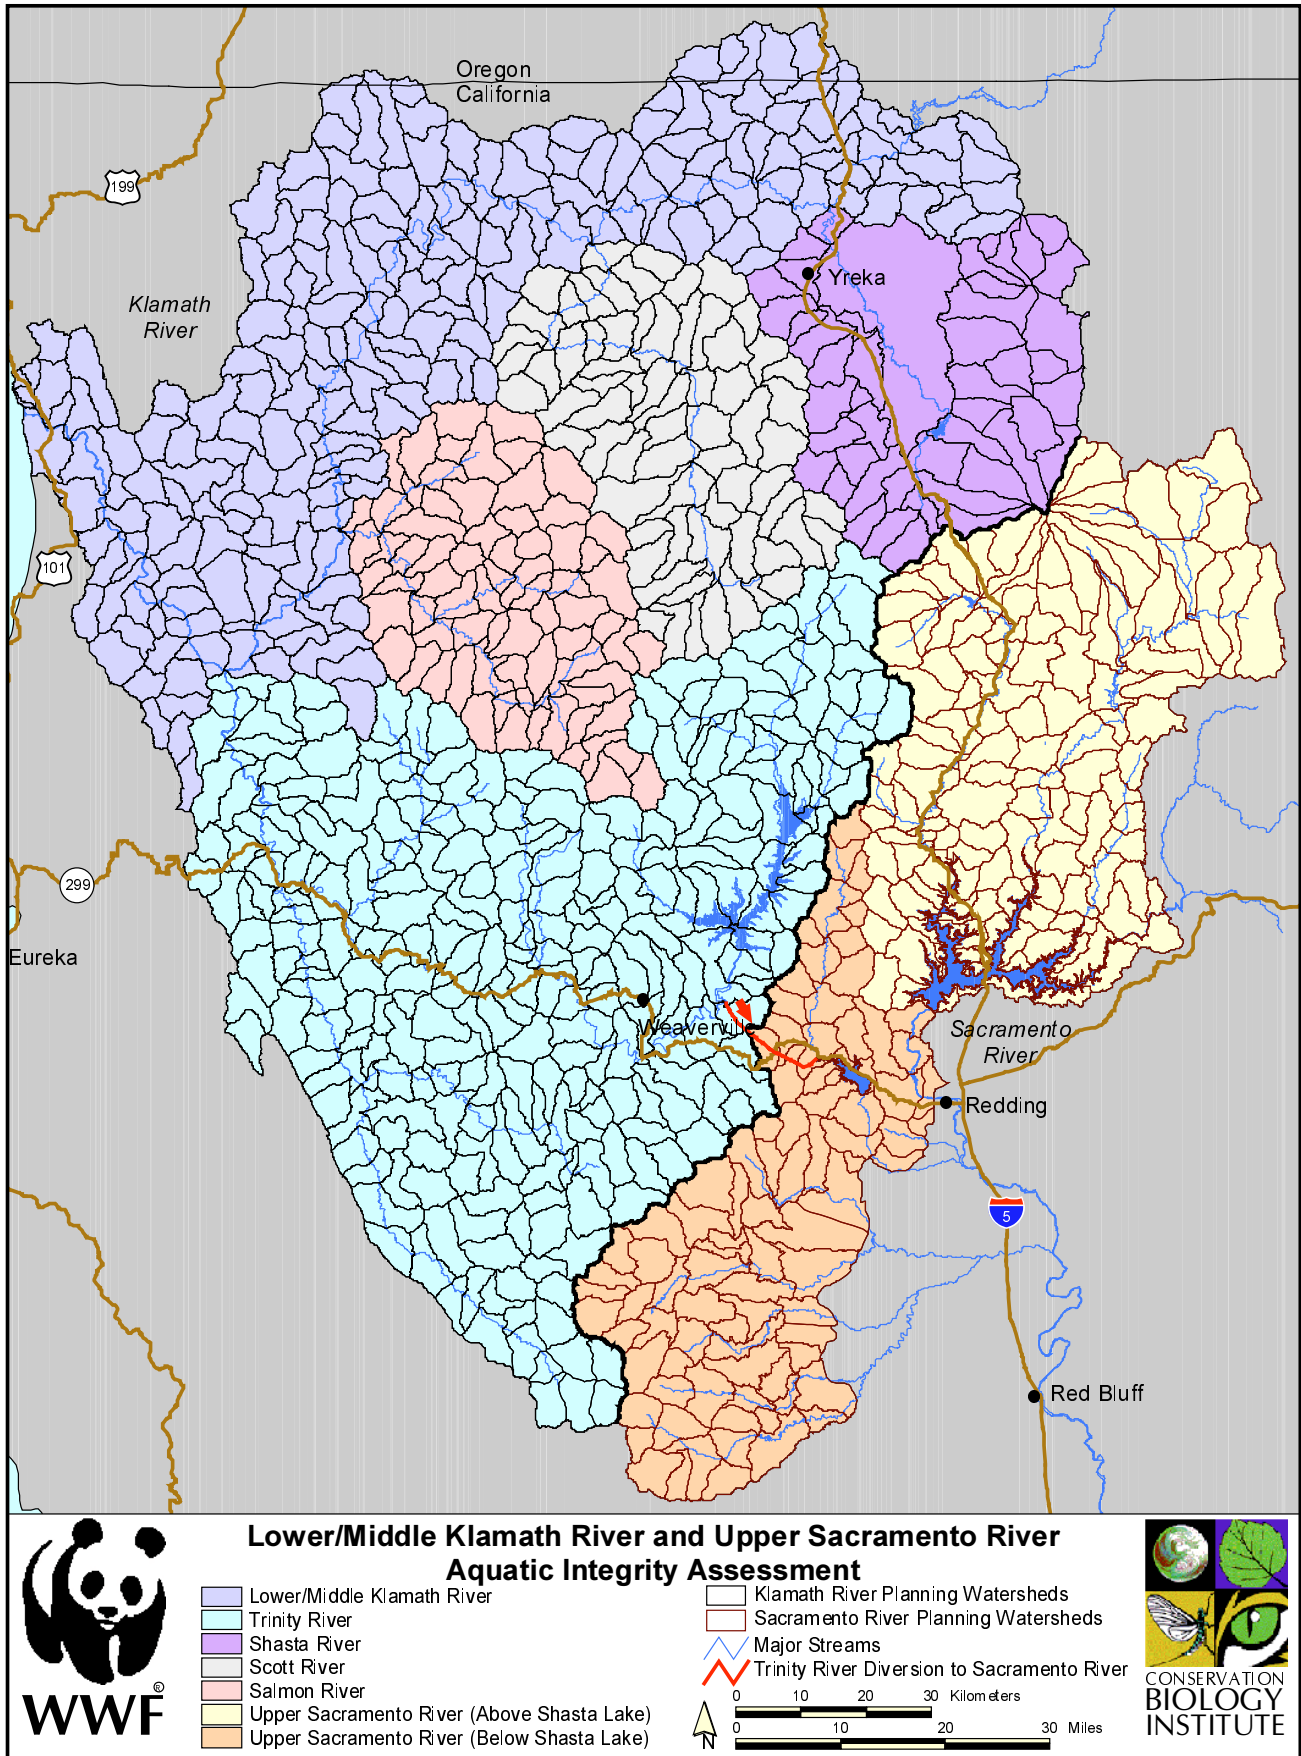 Oregon
California
199
Klamath
River
Yreka
101
299
Eureka
Weaverville
Sacramento
River
Redding
5
Red Bluff
Lower/Middle Klamath River and Upper Sacramento River
Aquatic Integrity Assessment
Lower/Middle Klamath River
Trinity River
Shasta River
Scott River
Salmon River
Upper Sacramento River (Above Shasta Lake)
Upper Sacramento River (Below Shasta Lake)
Klamath River Planning Watersheds
Sacramento River Planning Watersheds
Major Streams
Trinity River Diversion to Sacramento River
0 10 20 30 Kilometers
0 10 20 30 Miles
N
WWF
®
CONSERVATION
BIOLOGY
INSTITUTE